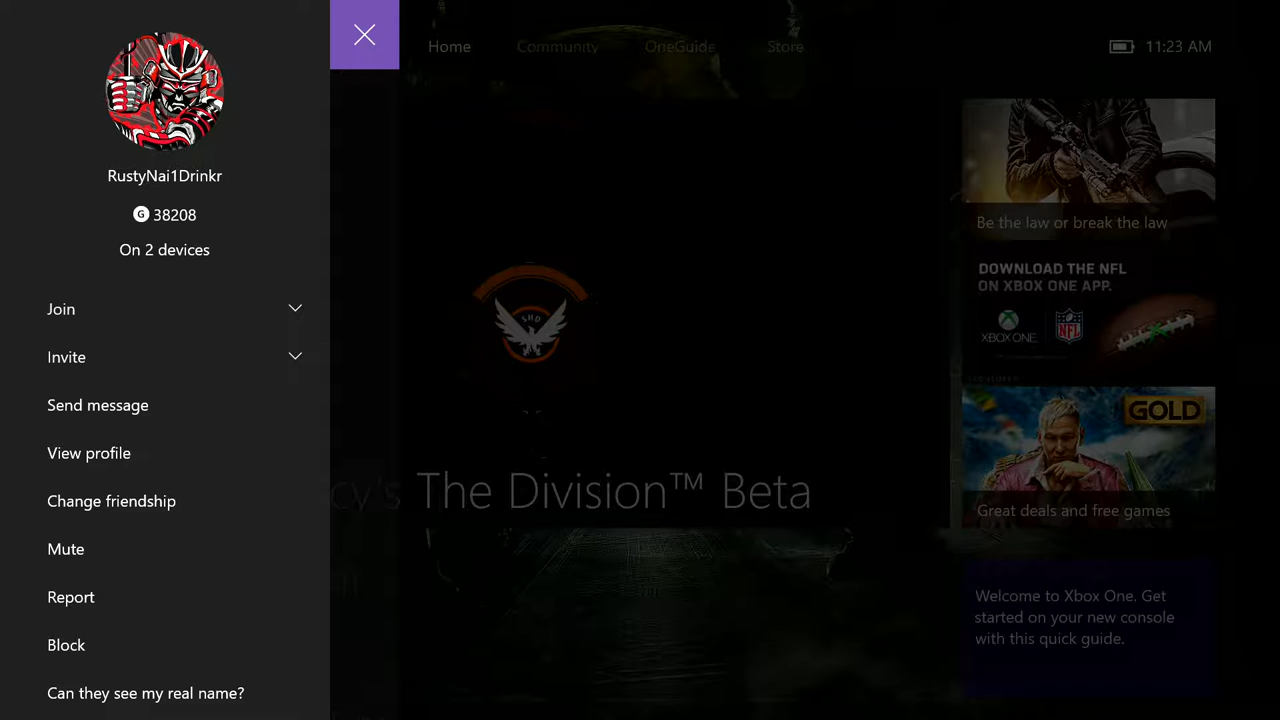 RustyNai1Drinkr
G 38208
On 2 devices
Join
Invite
Send message
View profile
Change friendship
Mute
Report
Block
Can they see my real name?
Home
Community
OneGuide
Store
11:23 AM
SHD
cy's The Division™ Beta
Be the law or break the law
DOWNLOAD THE NFL
ON XBOX ONE APP.
XBOX ONE
NFL
GOLD
Great deals and free games
Welcome to Xbox One. Get
started on your new console
with this quick guide.